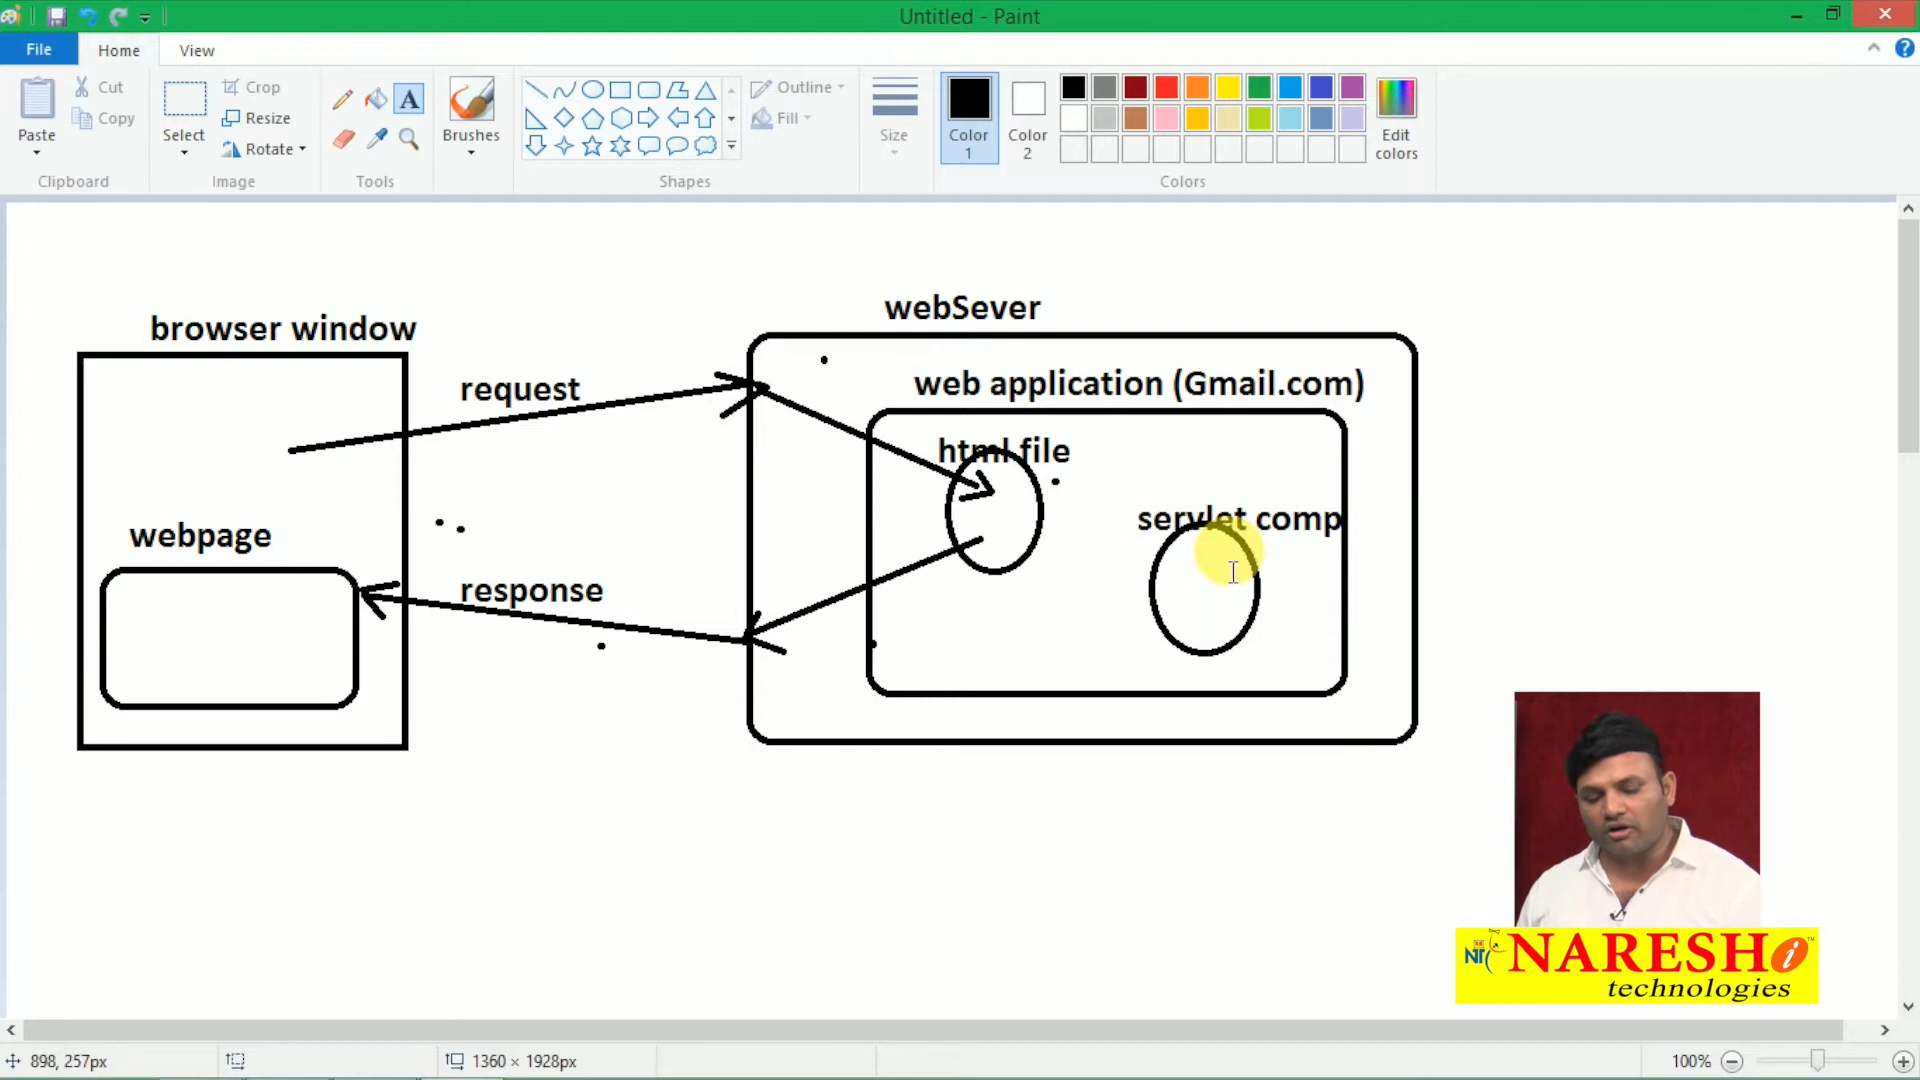 Untitled - Paint
File
Home
View
Paste
Cut
Copy
Clipboard
Select
Crop
Resize
Rotate
Image
A
Tools
Brushes
Shapes
Outline
Fill
Size
Color
1
Color
2
Edit
colors
Colors
browser window
request
webpage
response
webSever
web application (Gmail.com)
html file
servlet comp
NT
NARESH i
technologies
898, 257px
1360 × 1928px
100%